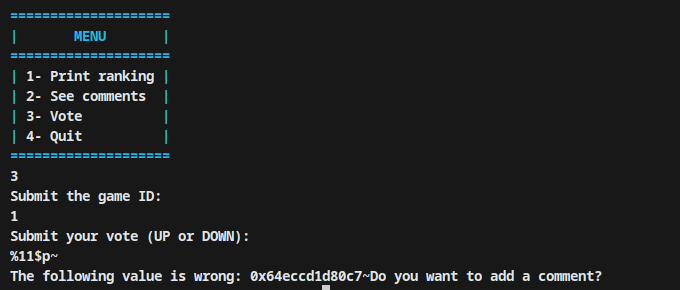 ====================
|       MENU       |
====================
| 1- Print ranking |
| 2- See comments  |
| 3- Vote          |
| 4- Quit          |
====================
3
Submit the game ID:
1
Submit your vote (UP or DOWN):
%11$p~
The following value is wrong: 0x64eccd1d80c7~Do you want to add a comment?